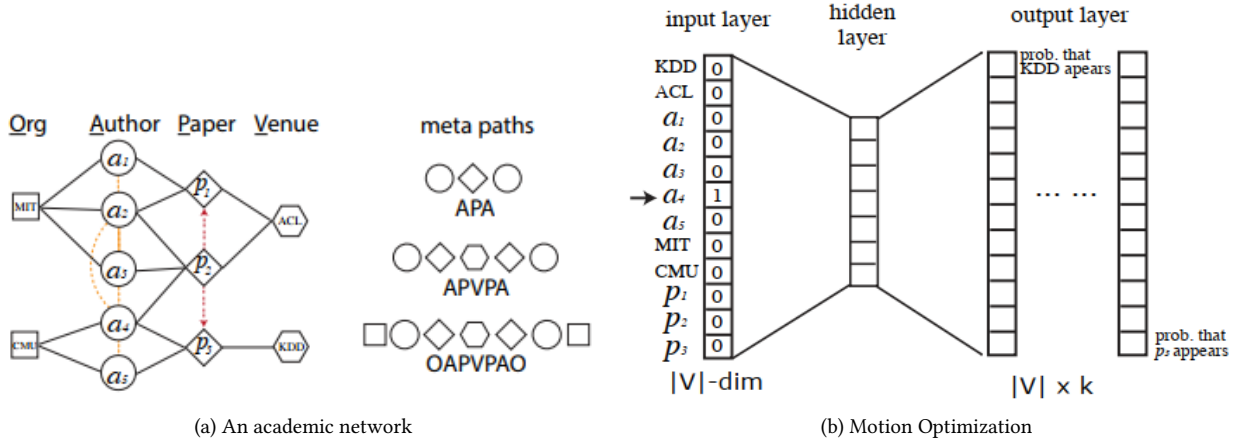 Org Author Paper Venue
meta paths
MIT
CMU
a1
a2
a3
a4
a5
p1
p2
p3
ACL
KDD
APA
APVPA
OAPVPAO
(a) An academic network
input layer
hidden
layer
output layer
KDD 0
ACL 0
a1 0
a2 0
a3 0
a4 1
a5 0
MIT 0
CMU 0
p1 0
p2 0
p3 0
|V|-dim
prob. that
KDD apears
... ...
prob. that
p3 appears
|V| x k
(b) Motion Optimization